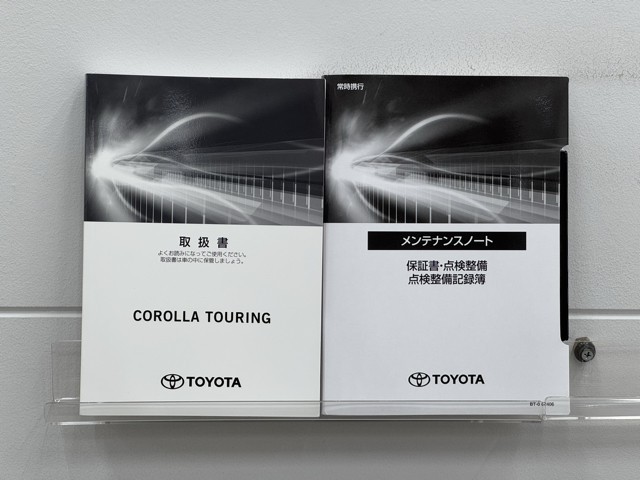 取扱書
よくお読みになってご使用ください。
取扱書は車の中に保管しましょう。
COROLLA TOURING
TOYOTA
常時携行
メンテナンスノート
保証書・点検整備
点検整備記録簿
TOYOTA